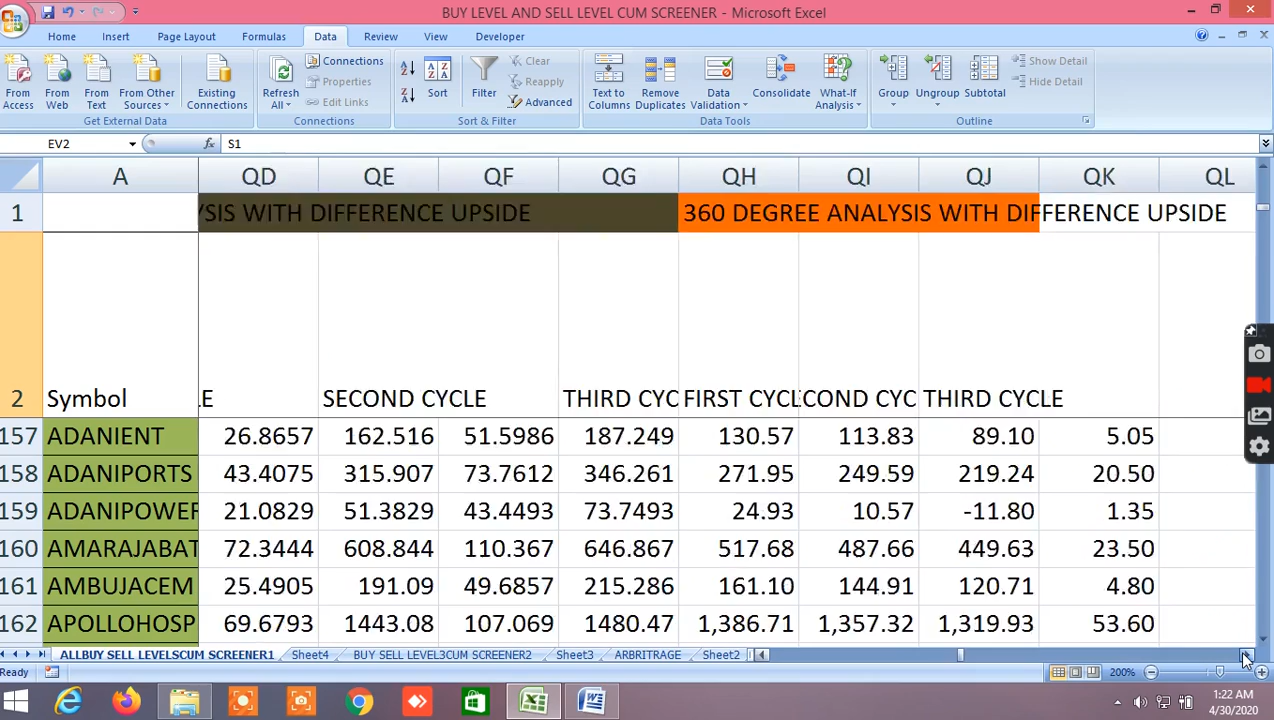 BUY LEVEL AND SELL LEVEL CUM SCREENER - Microsoft Excel
Home Insert Page Layout Formulas Data Review View Developer
From Access From Web From Text From Other Sources Existing Connections
Get External Data
Refresh All Connections Properties Edit Links
Connections
Sort Filter Clear Reapply Advanced
Sort & Filter
Text to Columns Remove Duplicates Data Validation Consolidate What-If Analysis
Data Tools
Group Ungroup Subtotal Show Detail Hide Detail
Outline
EV2 fx S1
A QD QE QF QG QH QI QJ QK QL
1 YSIS WITH DIFFERENCE UPSIDE 360 DEGREE ANALYSIS WITH DIFFERENCE UPSIDE
2 Symbol LE SECOND CYCLE THIRD CYC FIRST CYCL COND CYC THIRD CYCLE
157 ADANIENT 26.8657 162.516 51.5986 187.249 130.57 113.83 89.10 5.05
158 ADANIPORTS 43.4075 315.907 73.7612 346.261 271.95 249.59 219.24 20.50
159 ADANIPOWER 21.0829 51.3829 43.4493 73.7493 24.93 10.57 -11.80 1.35
160 AMARAJABAT 72.3444 608.844 110.367 646.867 517.68 487.66 449.63 23.50
161 AMBUJACEM 25.4905 191.09 49.6857 215.286 161.10 144.91 120.71 4.80
162 APOLLOHOSP 69.6793 1443.08 107.069 1480.47 1,386.71 1,357.32 1,319.93 53.60
ALLBUY SELL LEVELSCUM SCREENER1 Sheet4 BUY SELL LEVEL3CUM SCREENER2 Sheet3 ARBRITRAGE Sheet2
Ready 200%
1:22 AM
4/30/2020